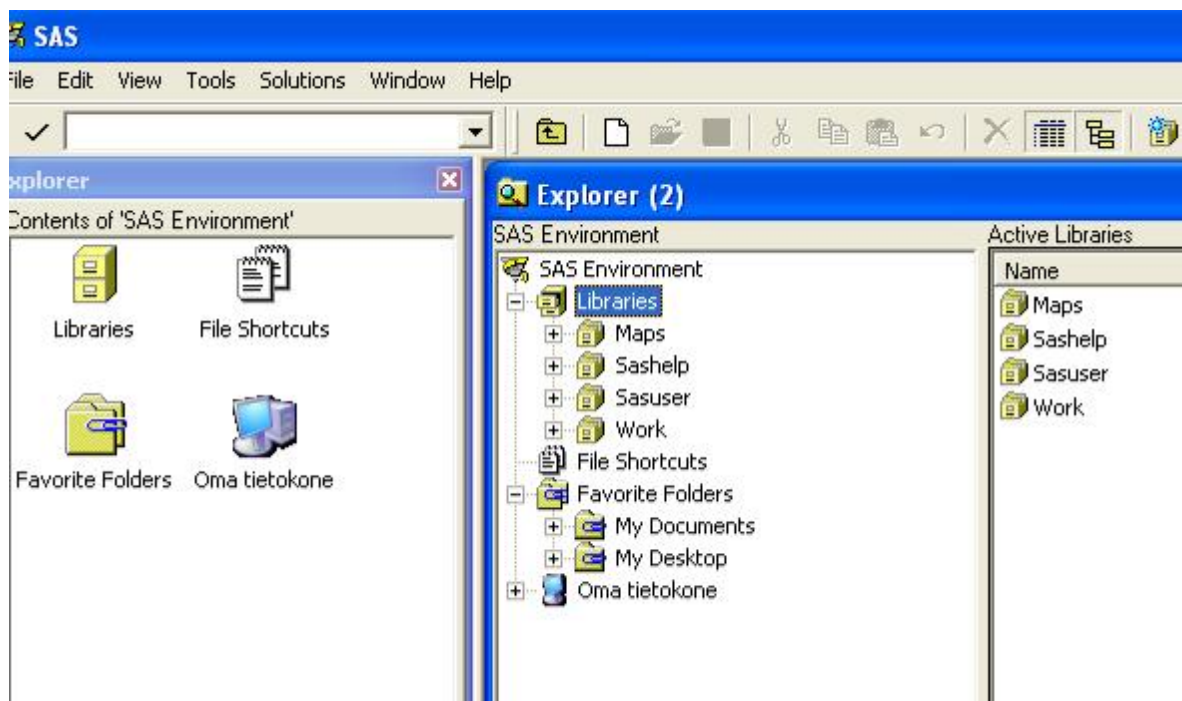 SAS
File Edit View Tools Solutions Window Help
xplorer
Contents of 'SAS Environment'
Libraries File Shortcuts
Favorite Folders Oma tietokone
Explorer (2)
SAS Environment
SAS Environment
Libraries
Maps
Sashelp
Sasuser
Work
File Shortcuts
Favorite Folders
My Documents
My Desktop
Oma tietokone
Active Libraries
Name
Maps
Sashelp
Sasuser
Work